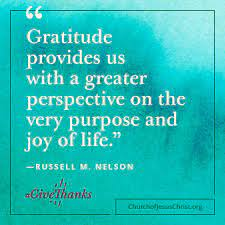 “
Gratitude
provides us
with a greater
perspective on the
very purpose and
joy of life.”
—RUSSELL M. NELSON
#GiveThanks
ChurchofJesusChrist.org